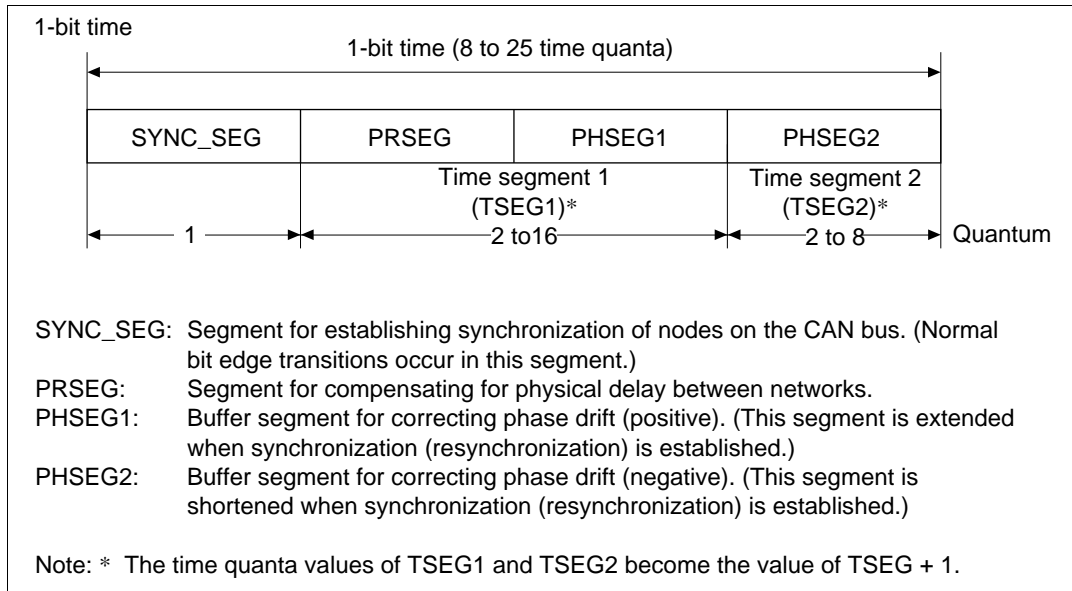 1-bit time
1-bit time (8 to 25 time quanta)
SYNC_SEG PRSEG PHSEG1 PHSEG2
Time segment 1 Time segment 2
(TSEG1)* (TSEG2)*
1 2 to16 2 to 8 Quantum
SYNC_SEG: Segment for establishing synchronization of nodes on the CAN bus. (Normal
bit edge transitions occur in this segment.)
PRSEG: Segment for compensating for physical delay between networks.
PHSEG1: Buffer segment for correcting phase drift (positive). (This segment is extended
when synchronization (resynchronization) is established.)
PHSEG2: Buffer segment for correcting phase drift (negative). (This segment is
shortened when synchronization (resynchronization) is established.)
Note: * The time quanta values of TSEG1 and TSEG2 become the value of TSEG + 1.